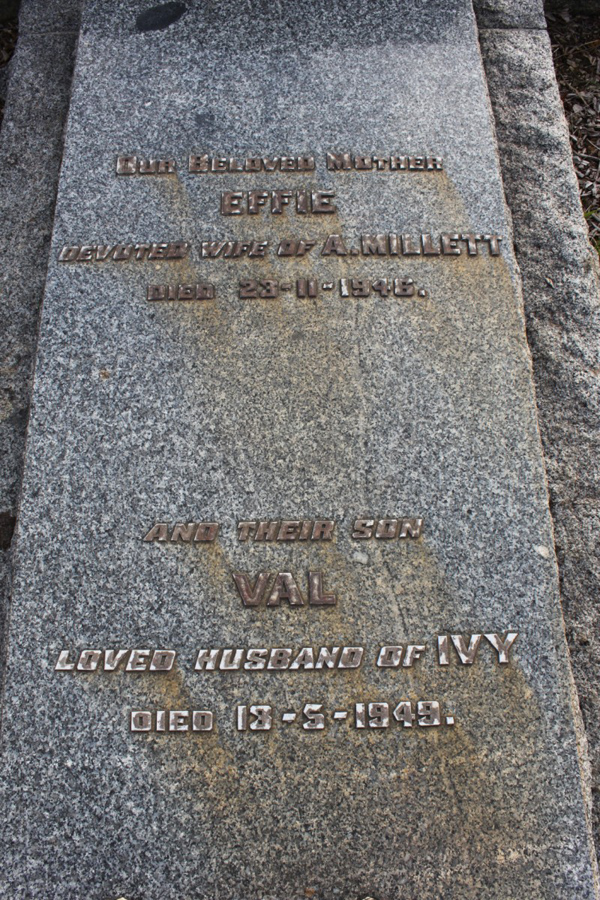 OUR BELOVED MOTHER
EFFIE
DEVOTED WIFE OF A. MILLETT
DIED 23-11-1946.
AND THEIR SON
VAL
LOVED HUSBAND OF IVY
DIED 13-5-1949.